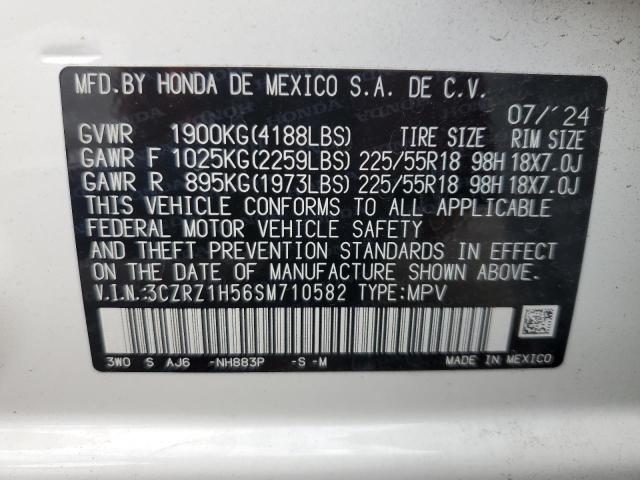 MFD.BY HONDA DE MEXICO S.A. DE C.V.
07/'24
GVWR 1900KG(4188LBS) TIRE SIZE RIM SIZE
GAWR F 1025KG(2259LBS) 225/55R18 98H 18X7.0J
GAWR R 895KG(1973LBS) 225/55R18 98H 18X7.0J
THIS VEHICLE CONFORMS TO ALL APPLICABLE
FEDERAL MOTOR VEHICLE SAFETY
AND THEFT PREVENTION STANDARDS IN EFFECT
ON THE DATE OF MANUFACTURE SHOWN ABOVE.
V.I.N.:3CZRZ1H56SM710582 TYPE:MPV
3W0 S AJ6 -NH883P -S-M MADE IN MEXICO